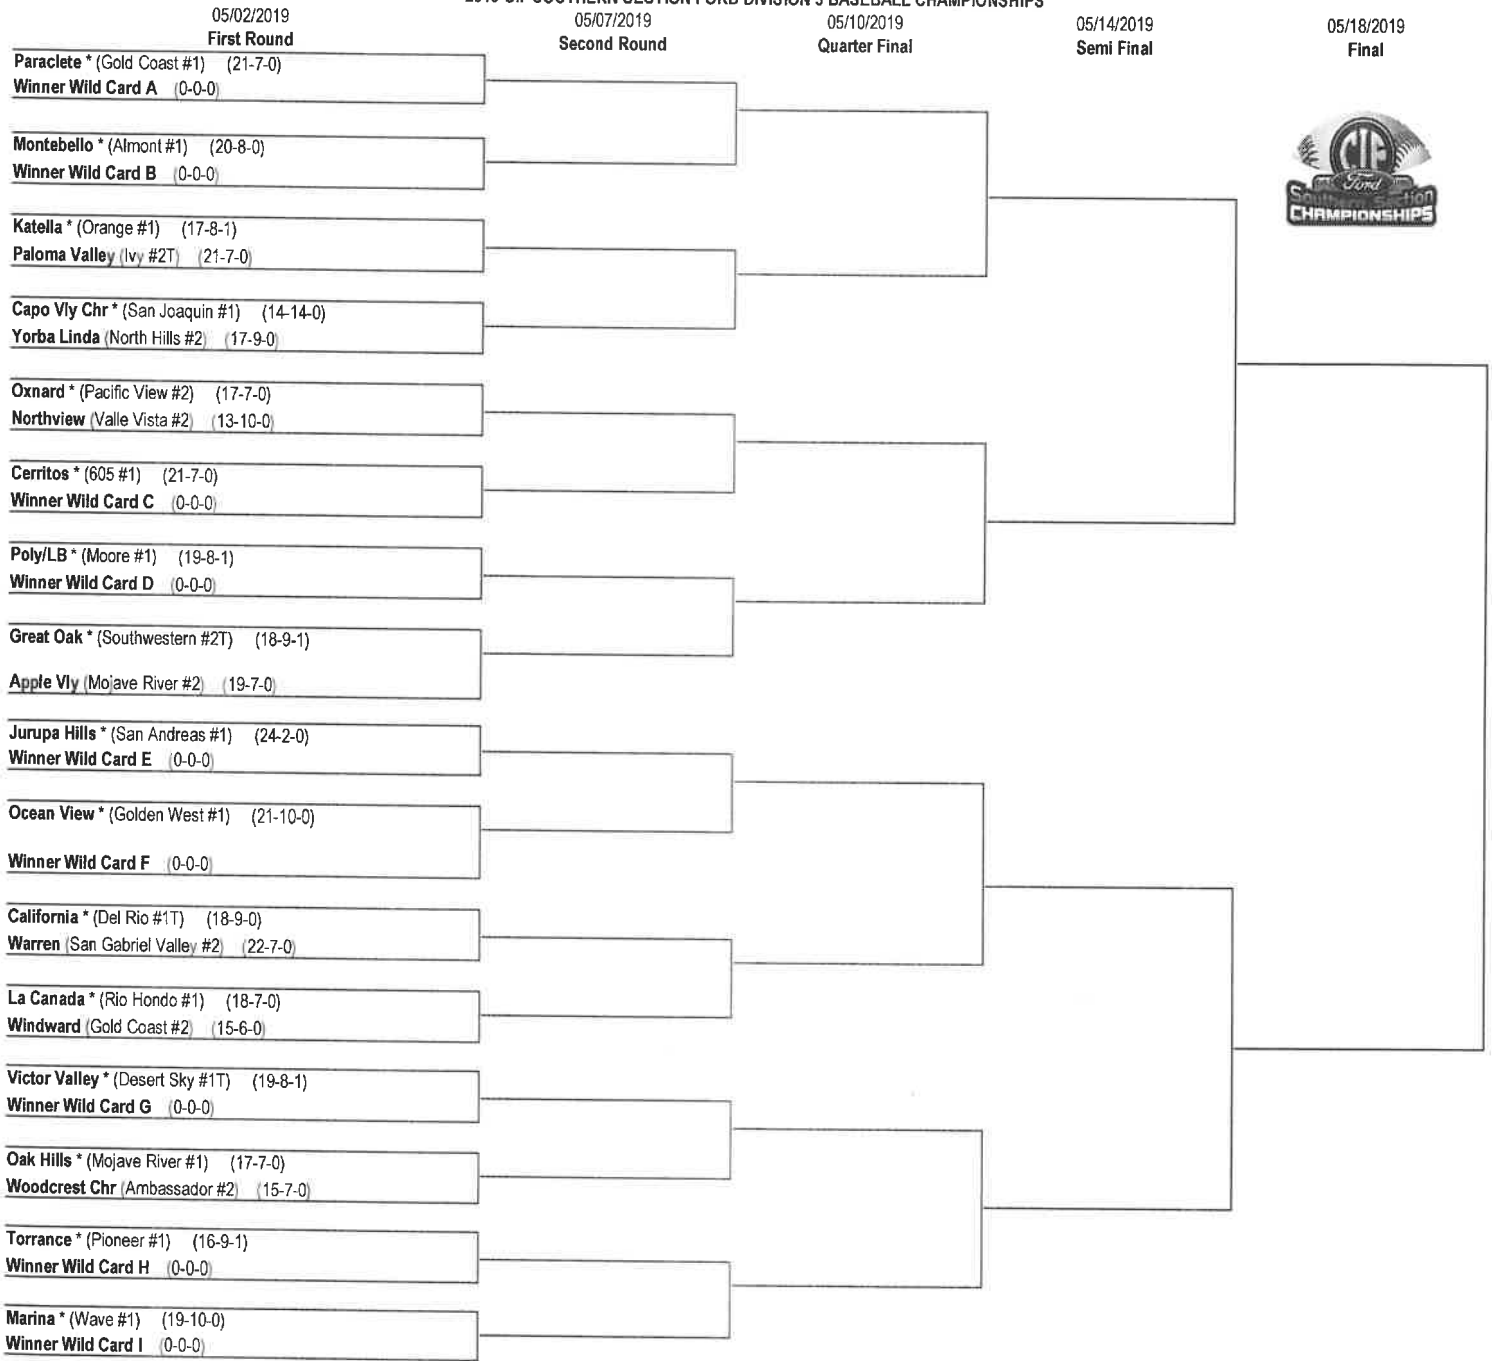 05/02/2019
First Round
05/07/2019
Second Round
05/10/2019
Quarter Final
05/14/2019
Semi Final
05/18/2019
Final
Paraclete * (Gold Coast #1) (21-7-0)
Winner Wild Card A (0-0-0)
Montebello * (Almont #1) (20-8-0)
Winner Wild Card B (0-0-0)
Katella * (Orange #1) (17-8-1)
Paloma Valley (Ivy #2T) (21-7-0)
Capo Vly Chr * (San Joaquin #1) (14-14-0)
Yorba Linda (North Hills #2) (17-9-0)
Oxnard * (Pacific View #2) (17-7-0)
Northview (Valle Vista #2) (13-10-0)
Cerritos * (605 #1) (21-7-0)
Winner Wild Card C (0-0-0)
Poly/LB * (Moore #1) (19-8-1)
Winner Wild Card D (0-0-0)
Great Oak * (Southwestern #2T) (18-9-1)
Apple Vly (Mojave River #2) (19-7-0)
Jurupa Hills * (San Andreas #1) (24-2-0)
Winner Wild Card E (0-0-0)
Ocean View * (Golden West #1) (21-10-0)
Winner Wild Card F (0-0-0)
California * (Del Rio #1T) (18-9-0)
Warren (San Gabriel Valley #2) (22-7-0)
La Canada * (Rio Hondo #1) (18-7-0)
Windward (Gold Coast #2) (15-6-0)
Victor Valley * (Desert Sky #1T) (19-8-1)
Winner Wild Card G (0-0-0)
Oak Hills * (Mojave River #1) (17-7-0)
Woodcrest Chr (Ambassador #2) (15-7-0)
Torrance * (Pioneer #1) (16-9-1)
Winner Wild Card H (0-0-0)
Marina * (Wave #1) (19-10-0)
Winner Wild Card I (0-0-0)
CIF
Ford
Southern Section
CHAMPIONSHIPS